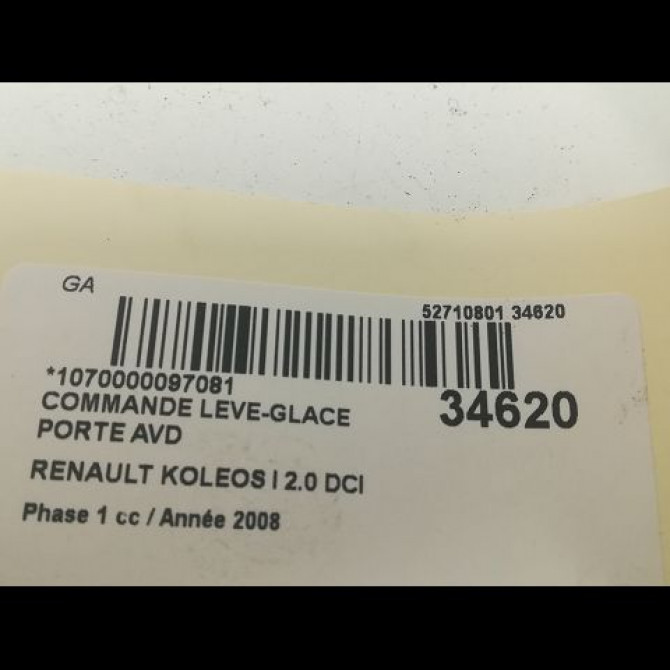 GA
52710801 34620
*1070000097081
34620
COMMANDE LEVE-GLACE
PORTE AVD
RENAULT KOLEOS I 2.0 DCI
Phase 1 cc / Année 2008